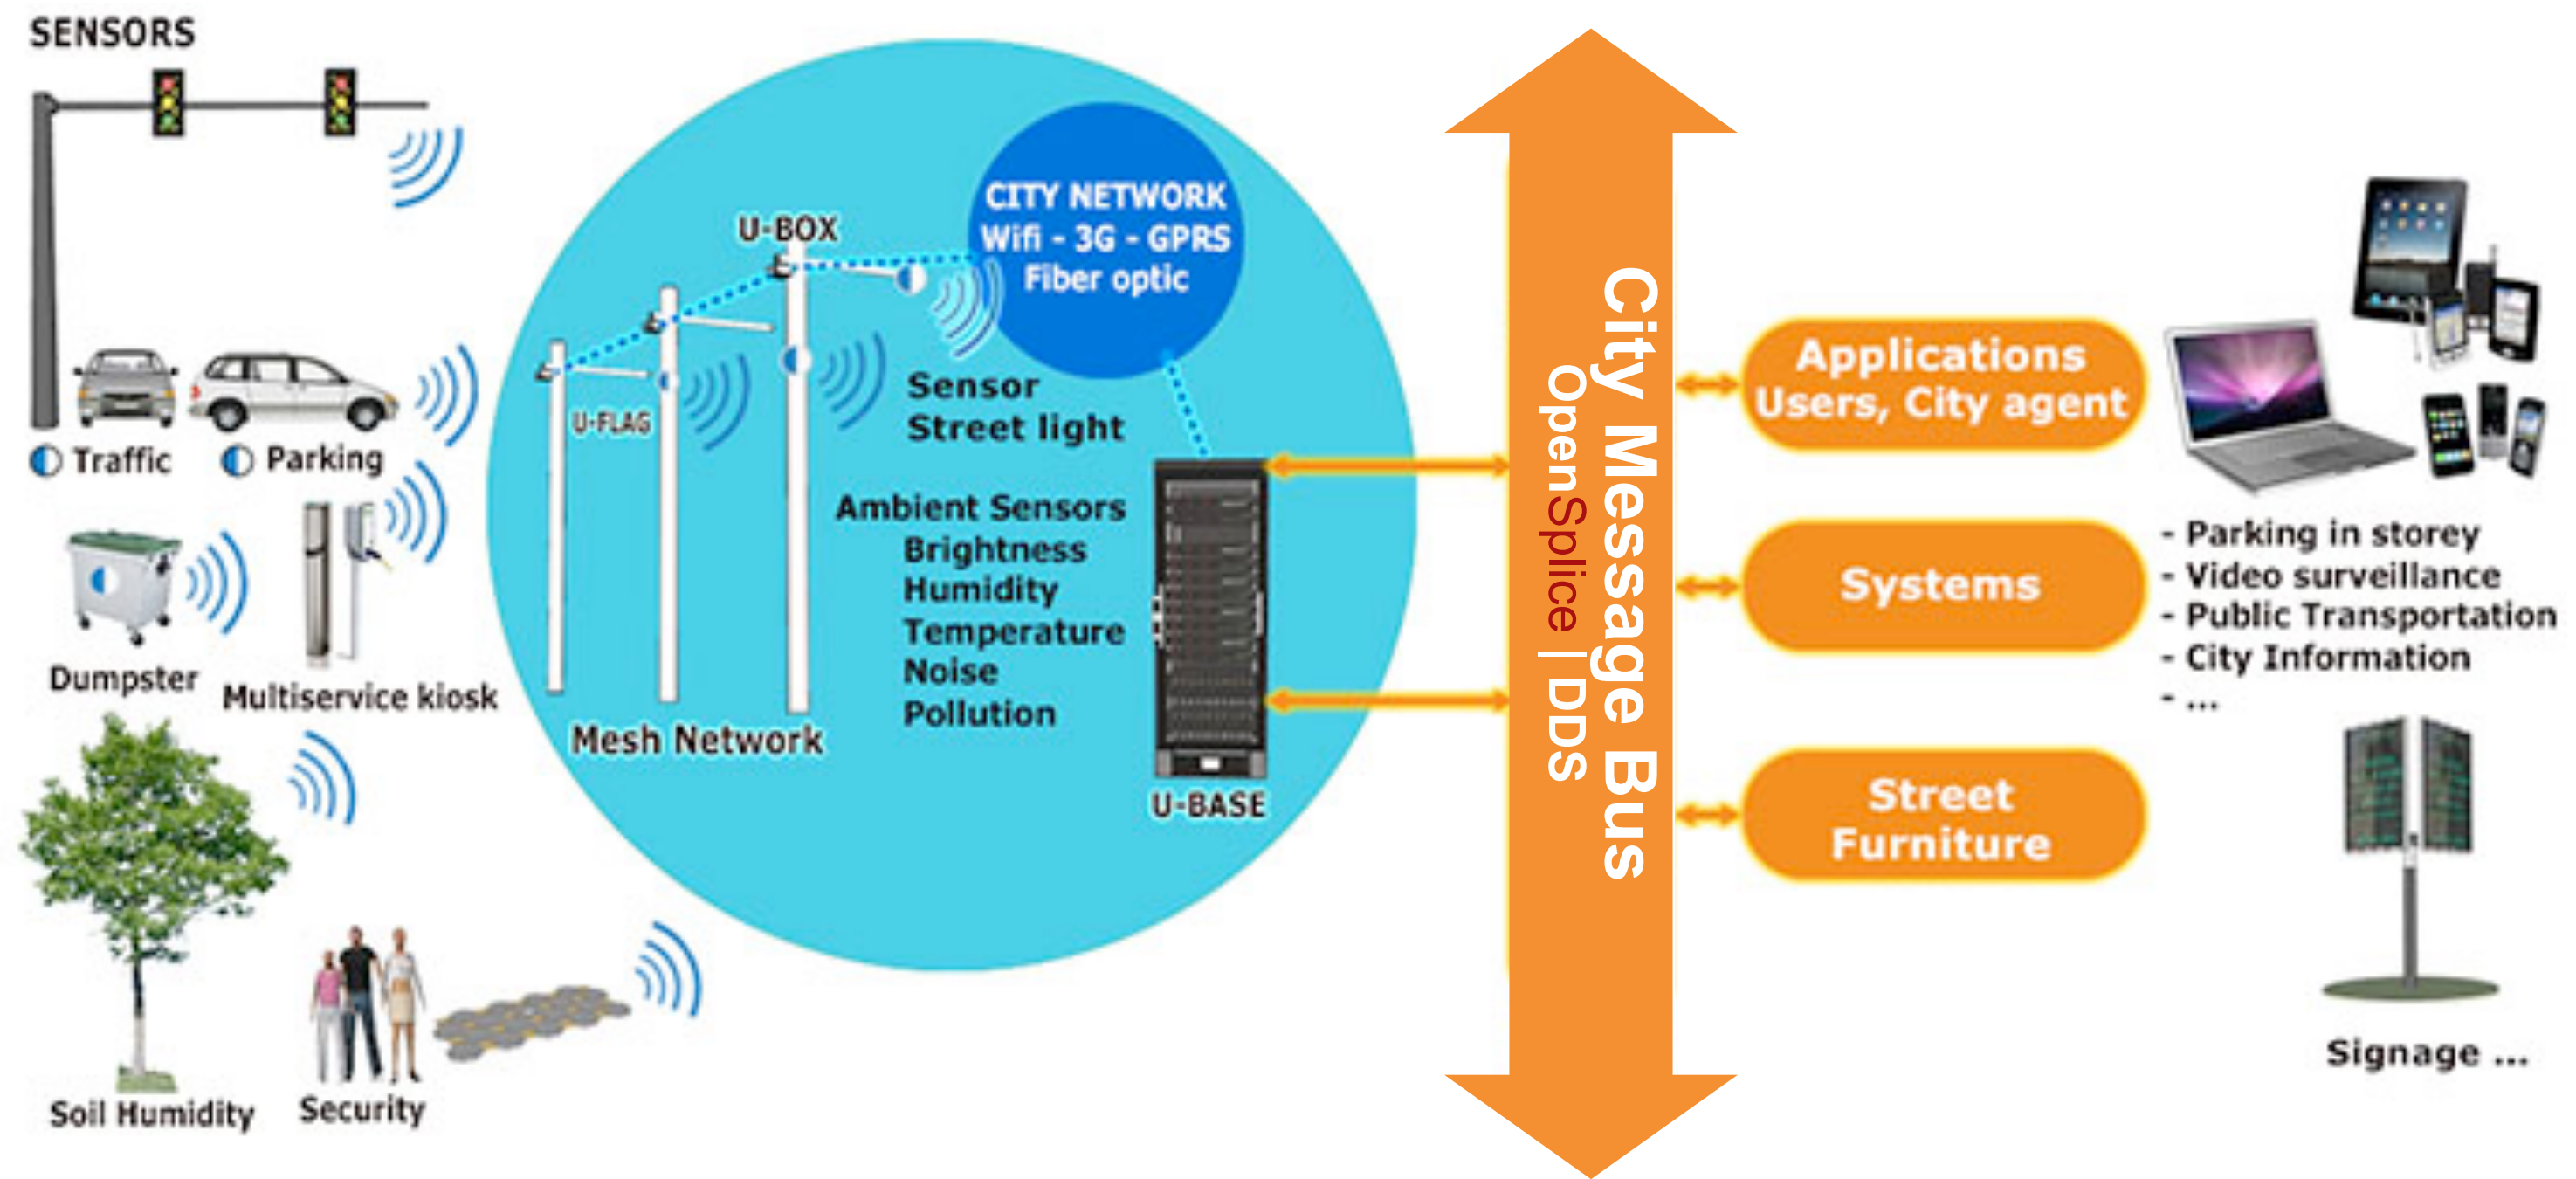 SENSORS
Traffic
Parking
Dumpster
Multiservice kiosk
Soil Humidity
Security
U-BOX
U-FLAG
Mesh Network
CITY NETWORK
Wifi - 3G - GPRS
Fiber optic
Sensor
Street light
Ambient Sensors
Brightness
Humidity
Temperature
Noise
Pollution
U-BASE
City Message Bus
OpenSplice | DDS
Applications
Users, City agent
Systems
Street
Furniture
- Parking in storey
- Video surveillance
- Public Transportation
- City Information
- ...
Signage ...